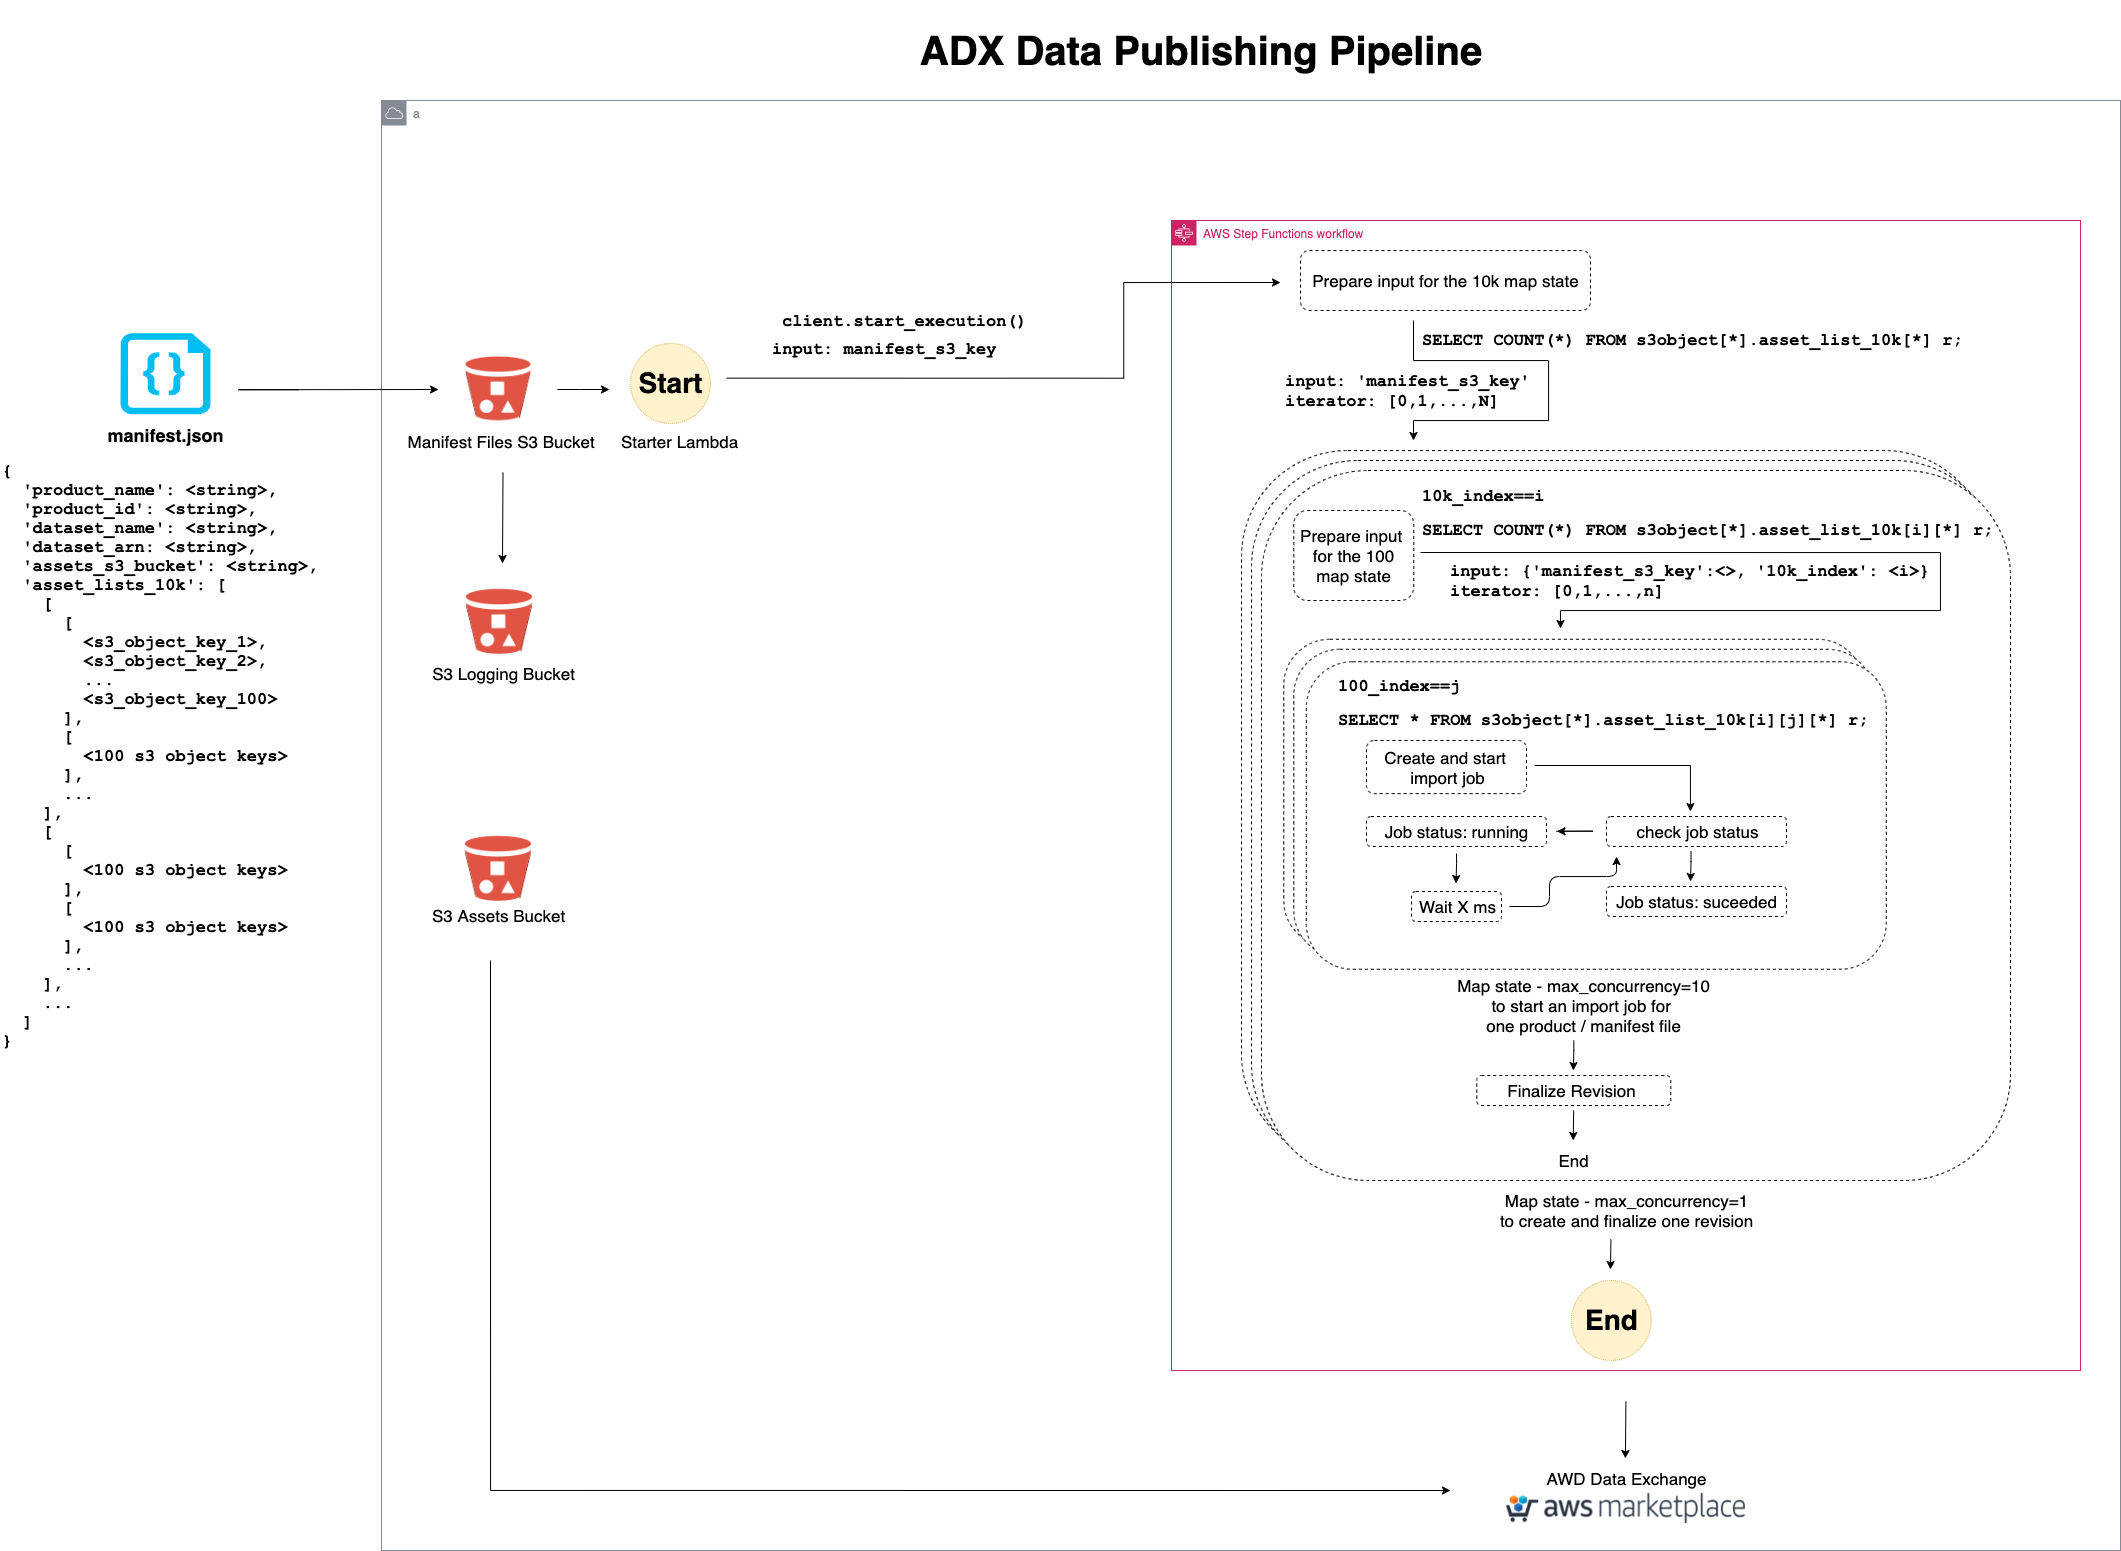 ADX Data Publishing Pipeline
a
AWS Step Functions workflow
Prepare input for the 10k map state
client.start_execution()
input: manifest_s3_key
SELECT COUNT(*) FROM s3object[*].asset_list_10k[*] r;
input: 'manifest_s3_key'
iterator: [0,1,...,N]
Start
manifest.json
Manifest Files S3 Bucket
Starter Lambda
{
'product_name': <string>,
'product_id': <string>,
'dataset_name': <string>,
'dataset_arn: <string>,
'assets_s3_bucket': <string>,
'asset_lists_10k': [
[
[
<s3_object_key_1>,
<s3_object_key_2>,
...
<s3_object_key_100>
],
[
<100 s3 object keys>
],
...
],
[
[
<100 s3 object keys>
],
[
<100 s3 object keys>
],
...
],
...
]
}
S3 Logging Bucket
S3 Assets Bucket
10k_index==i
Prepare input
for the 100
map state
SELECT COUNT(*) FROM s3object[*].asset_list_10k[i][*] r;
input: {'manifest_s3_key':<>, '10k_index': <i>}
iterator: [0,1,...,n]
100_index==j
SELECT * FROM s3object[*].asset_list_10k[i][j][*] r;
Create and start
import job
Job status: running
check job status
Wait X ms
Job status: suceeded
Map state - max_concurrency=10
to start an import job for
one product / manifest file
Finalize Revision
End
Map state - max_concurrency=1
to create and finalize one revision
End
AWD Data Exchange
aws marketplace